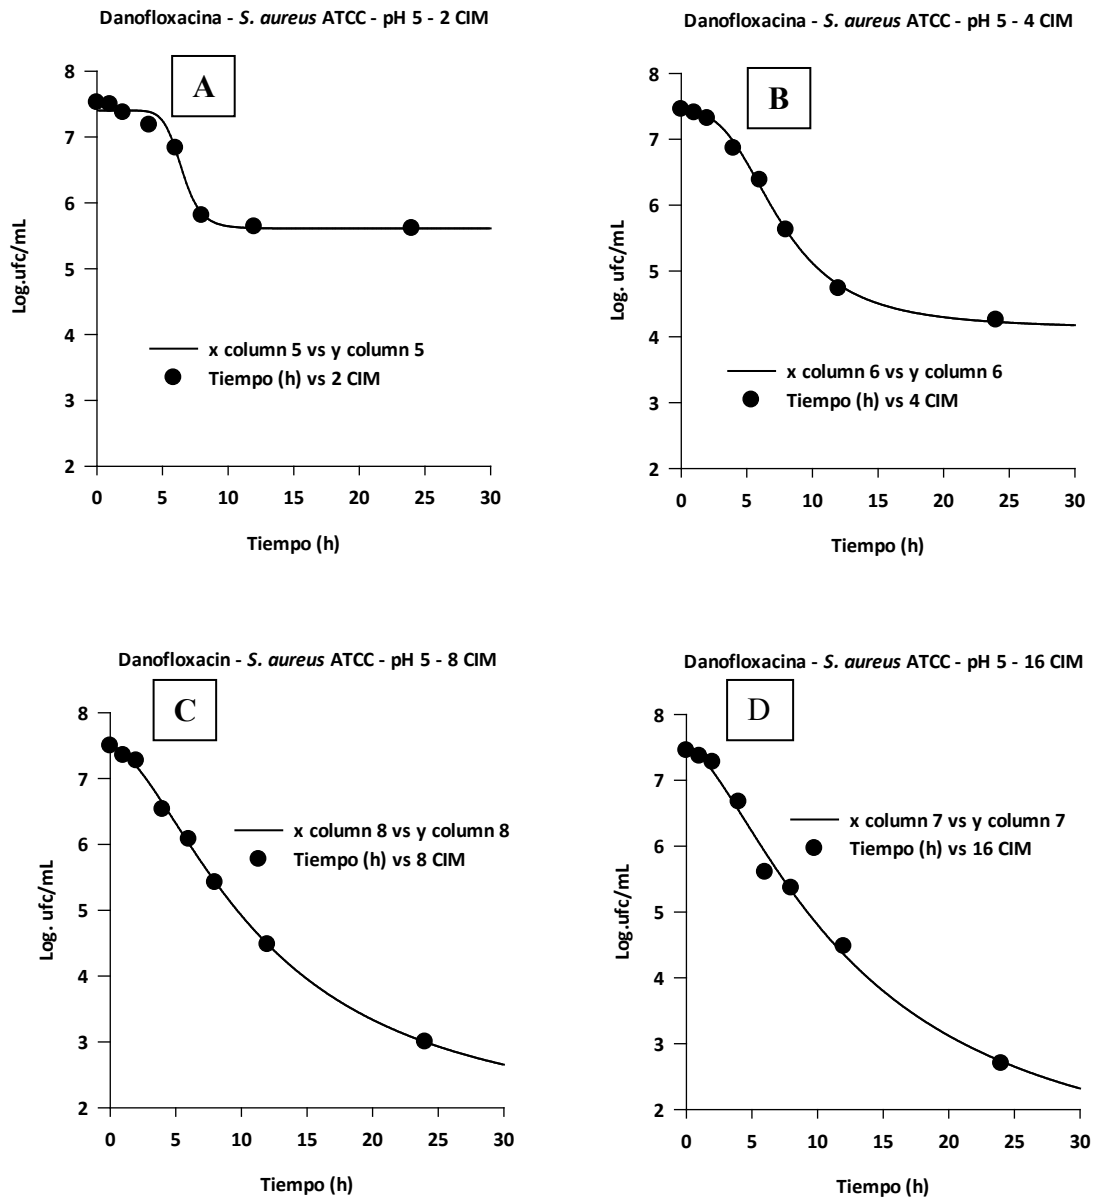 Danofloxacina - S. aureus ATCC - pH 5 - 2 CIM
A
8
7
6
5
4
3
2
Log.ufc/mL
x column 5 vs y column 5
Tiempo (h) vs 2 CIM
0 5 10 15 20 25 30
Tiempo (h)
Danofloxacina - S. aureus ATCC - pH 5 - 4 CIM
B
8
7
6
5
4
3
2
Log. ufc/mL
x column 6 vs y column 6
Tiempo (h) vs 4 CIM
0 5 10 15 20 25 30
Tiempo (h)
Danofloxacin - S. aureus ATCC - pH 5 - 8 CIM
C
8
7
6
5
4
3
2
Log. ufc/mL
x column 8 vs y column 8
Tiempo (h) vs 8 CIM
0 5 10 15 20 25 30
Tiempo (h)
Danofloxacina - S. aureus ATCC - pH 5 - 16 CIM
D
8
7
6
5
4
3
2
Log.ufc/mL
x column 7 vs y column 7
Tiempo (h) vs 16 CIM
0 5 10 15 20 25 30
Tiempo (h)